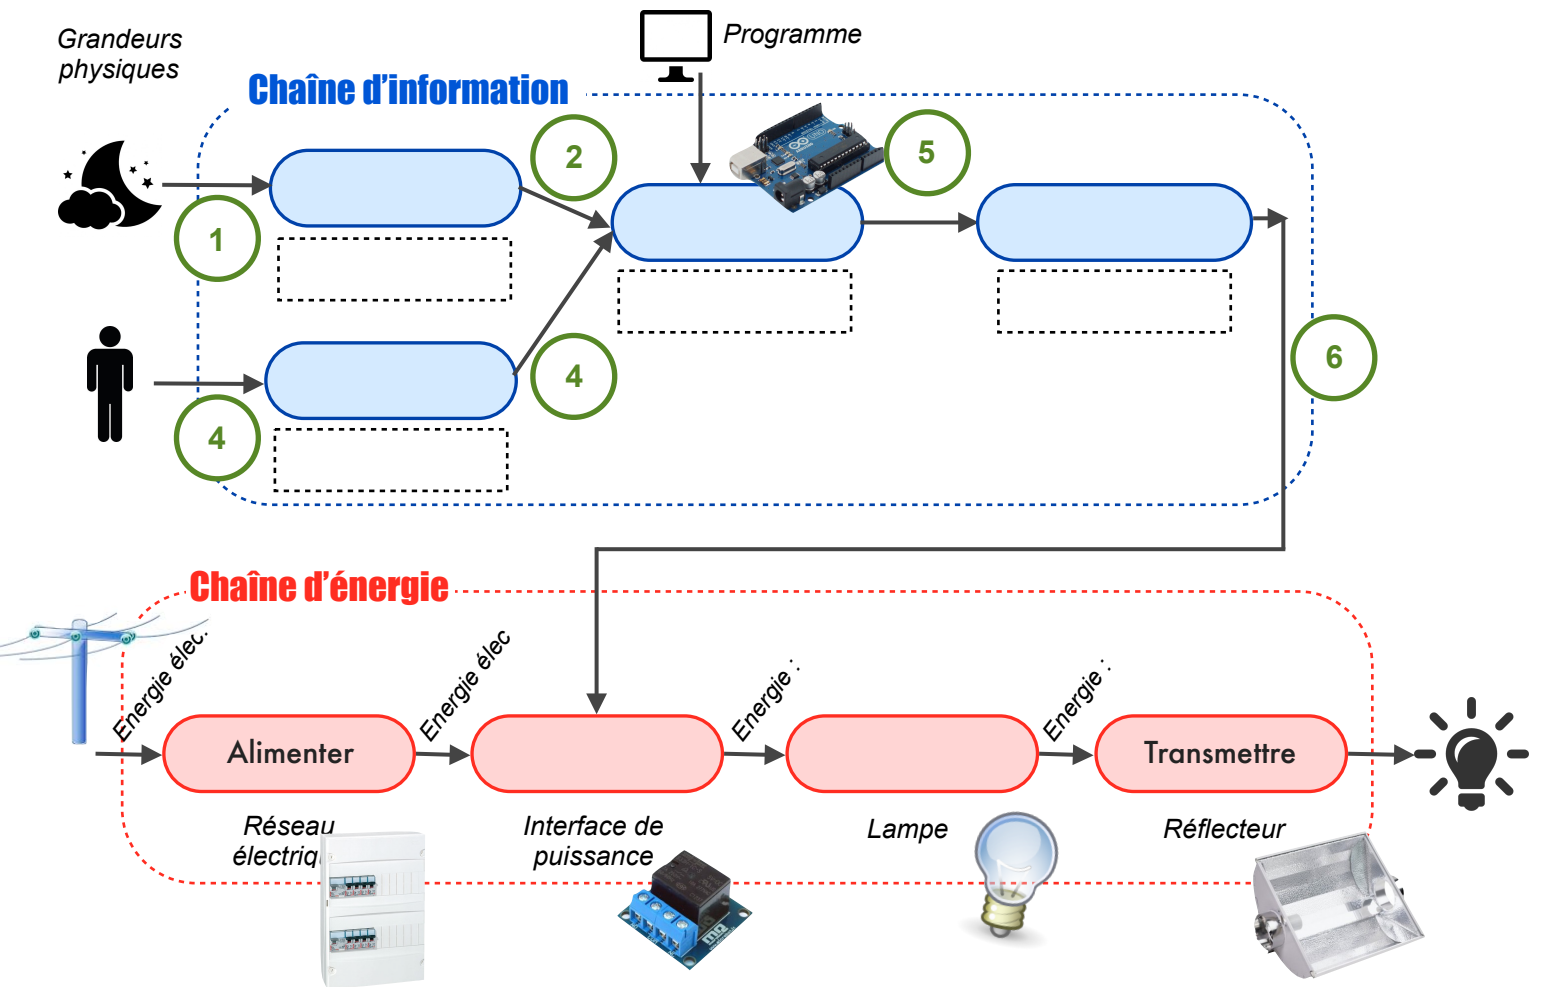 Grandeurs
physiques
Programme
Chaîne d'information
1
2
5
4
4
6
Chaîne d'énergie
Energie élec.
Energie élec
Energie :
Energie :
Alimenter
Transmettre
Réseau
électriq
Interface de
puissance
Lampe
Réflecteur
UNO